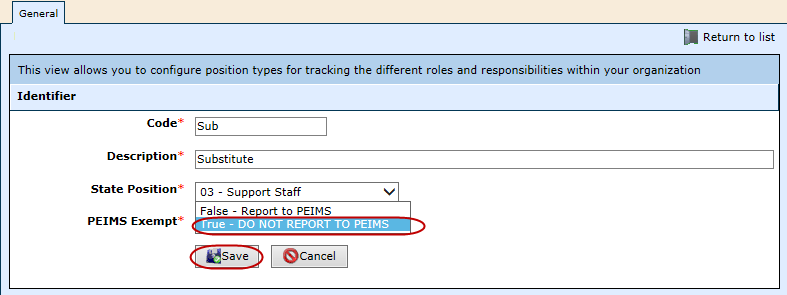 General
Return to list
This view allows you to configure position types for tracking the different roles and responsibilities within your organization
Identifier
Code* Sub
Description* Substitute
State Position* 03 - Support Staff
False - Report to PEIMS
PEIMS Exempt* True - DO NOT REPORT TO PEIMS
Save Cancel